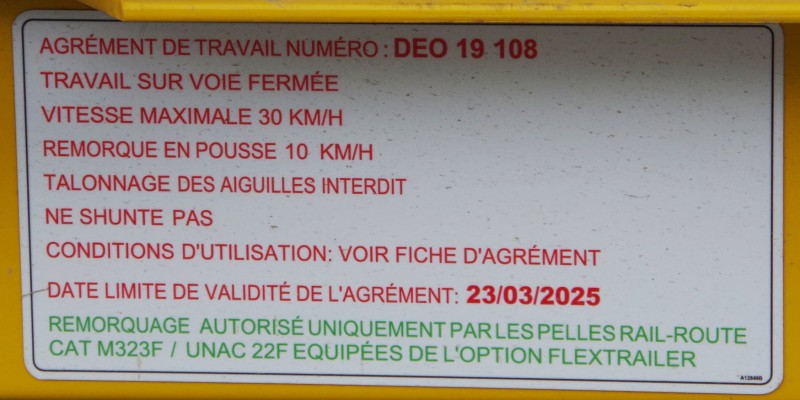 AGRÉMENT DE TRAVAIL NUMÉRO : DEO 19 108
TRAVAIL SUR VOIE FERMÉE
VITESSE MAXIMALE 30 KM/H
REMORQUE EN POUSSE 10 KM/H
TALONNAGE DES AIGUILLES INTERDIT
NE SHUNTE PAS
CONDITIONS D'UTILISATION: VOIR FICHE D'AGRÉMENT
DATE LIMITE DE VALIDITÉ DE L'AGRÉMENT: 23/03/2025
REMORQUAGE AUTORISÉ UNIQUEMENT PAR LES PELLES RAIL-ROUTE
CAT M323F / UNAC 22F EQUIPÉES DE L'OPTION FLEXTRAILER